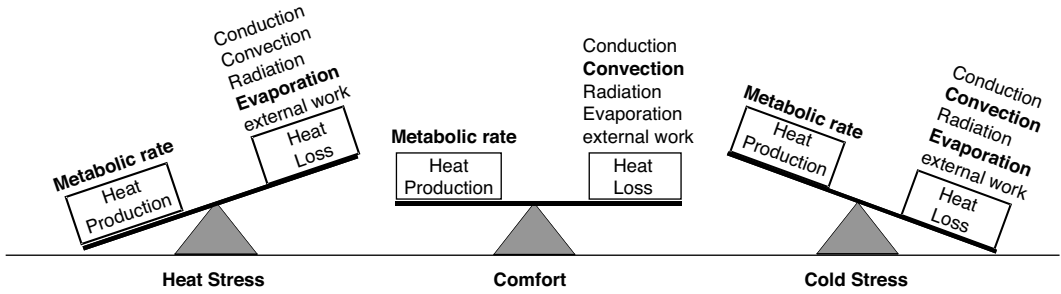 Conduction
Convection
Radiation
Evaporation
external work
Metabolic rate
Heat
Production
Heat
Loss
Heat Stress
Conduction
Convection
Radiation
Evaporation
external work
Metabolic rate
Heat
Production
Heat
Loss
Comfort
Conduction
Convection
Radiation
Evaporation
external work
Metabolic rate
Heat
Production
Heat
Loss
Cold Stress